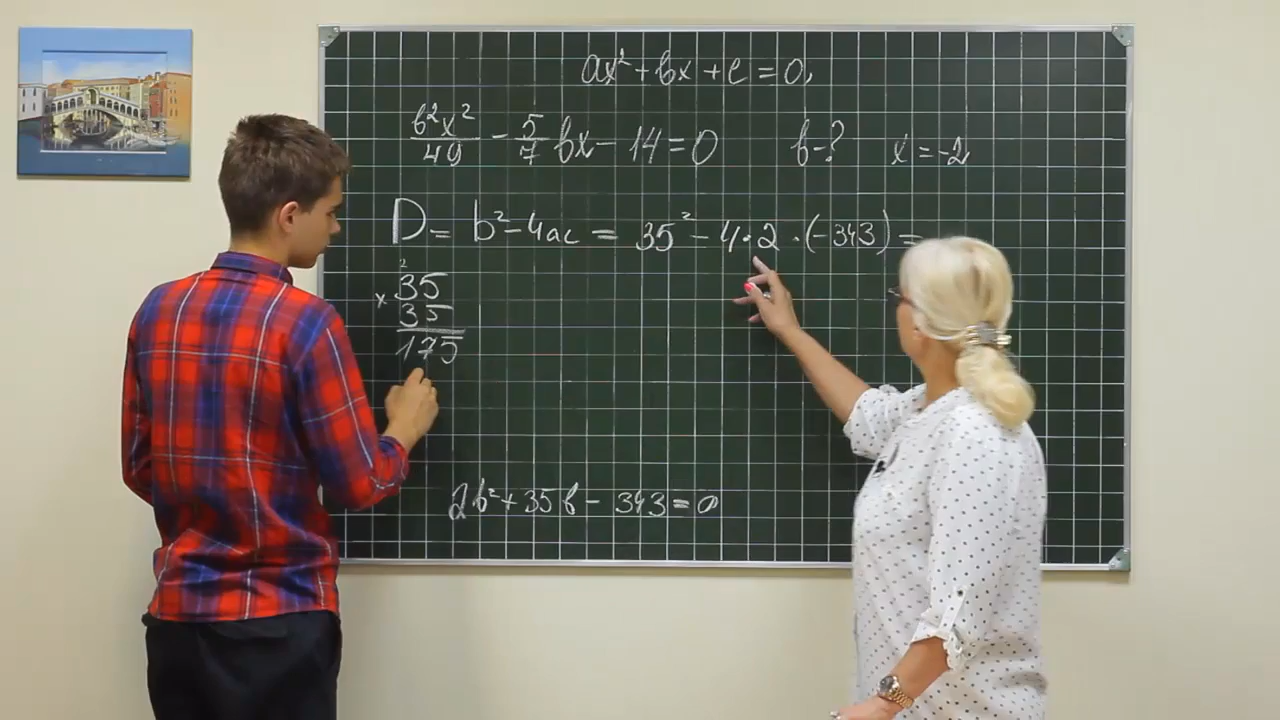 ax² + bx + c = 0,
b²x²/49 - 5/7 bx - 14 = 0 b-? x = -2
D = b² - 4ac = 35² - 4·2·(-343) =
2
35
× 35
175
2b² + 35b - 343 = 0